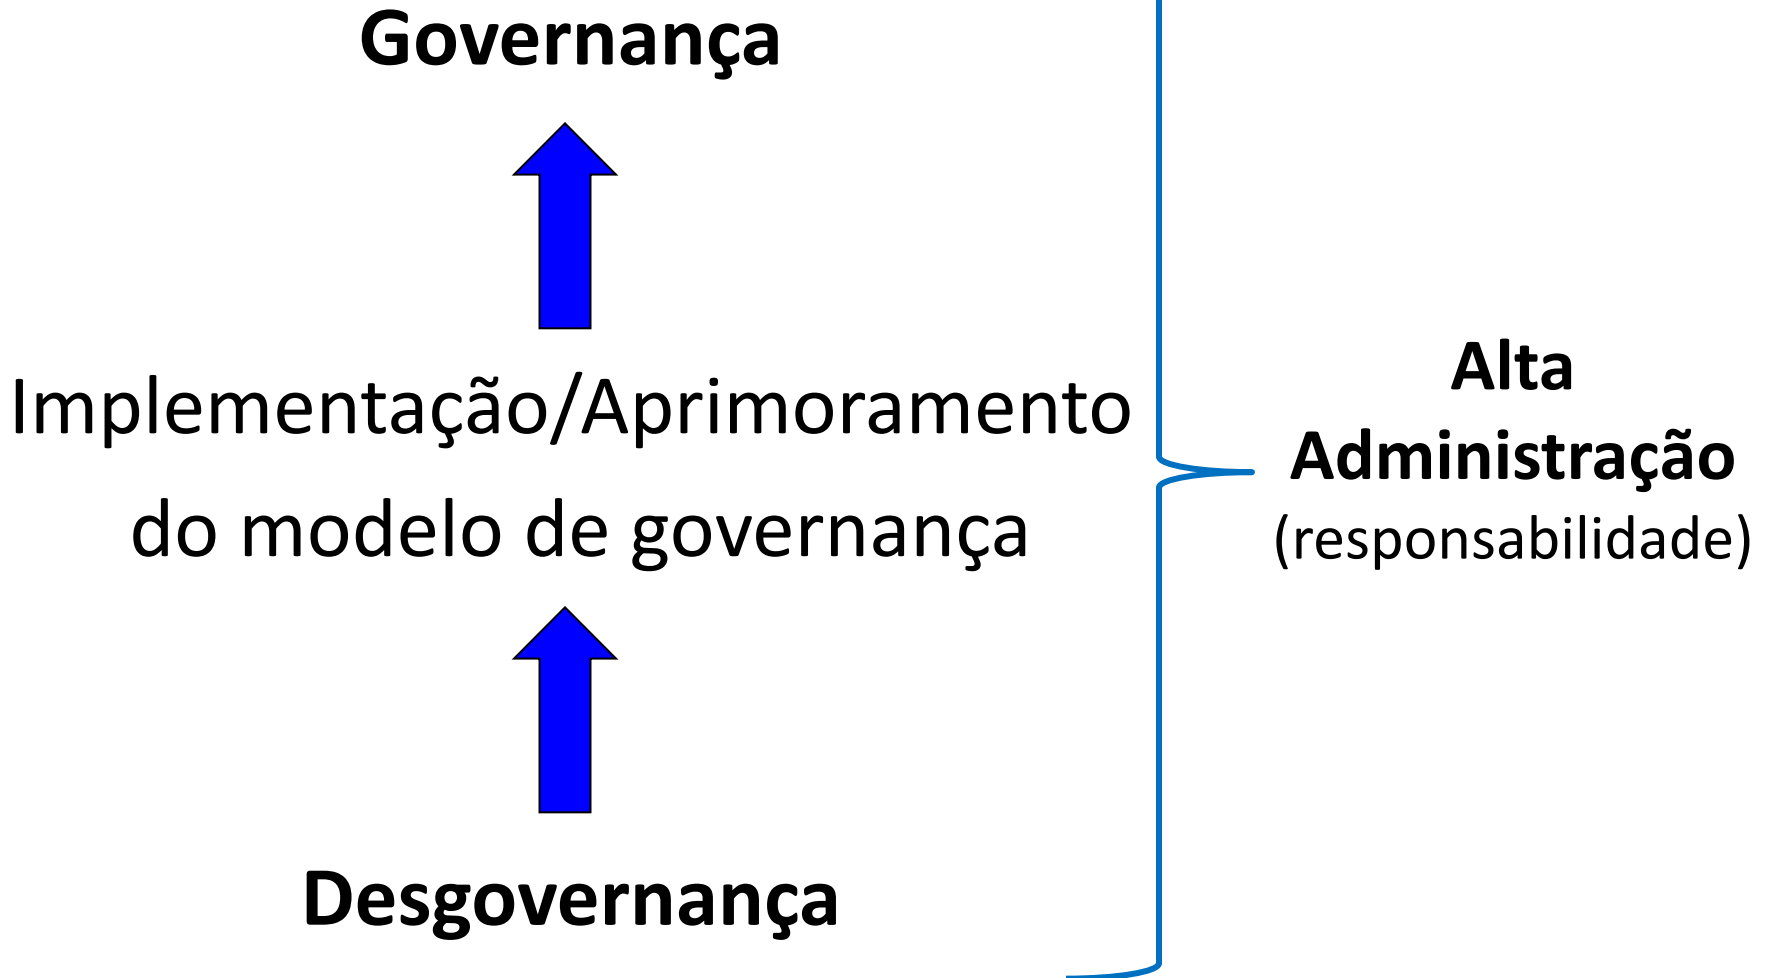 Governança
Implementação/Aprimoramento
do modelo de governança
Desgovernança
Alta
Administração
(responsabilidade)